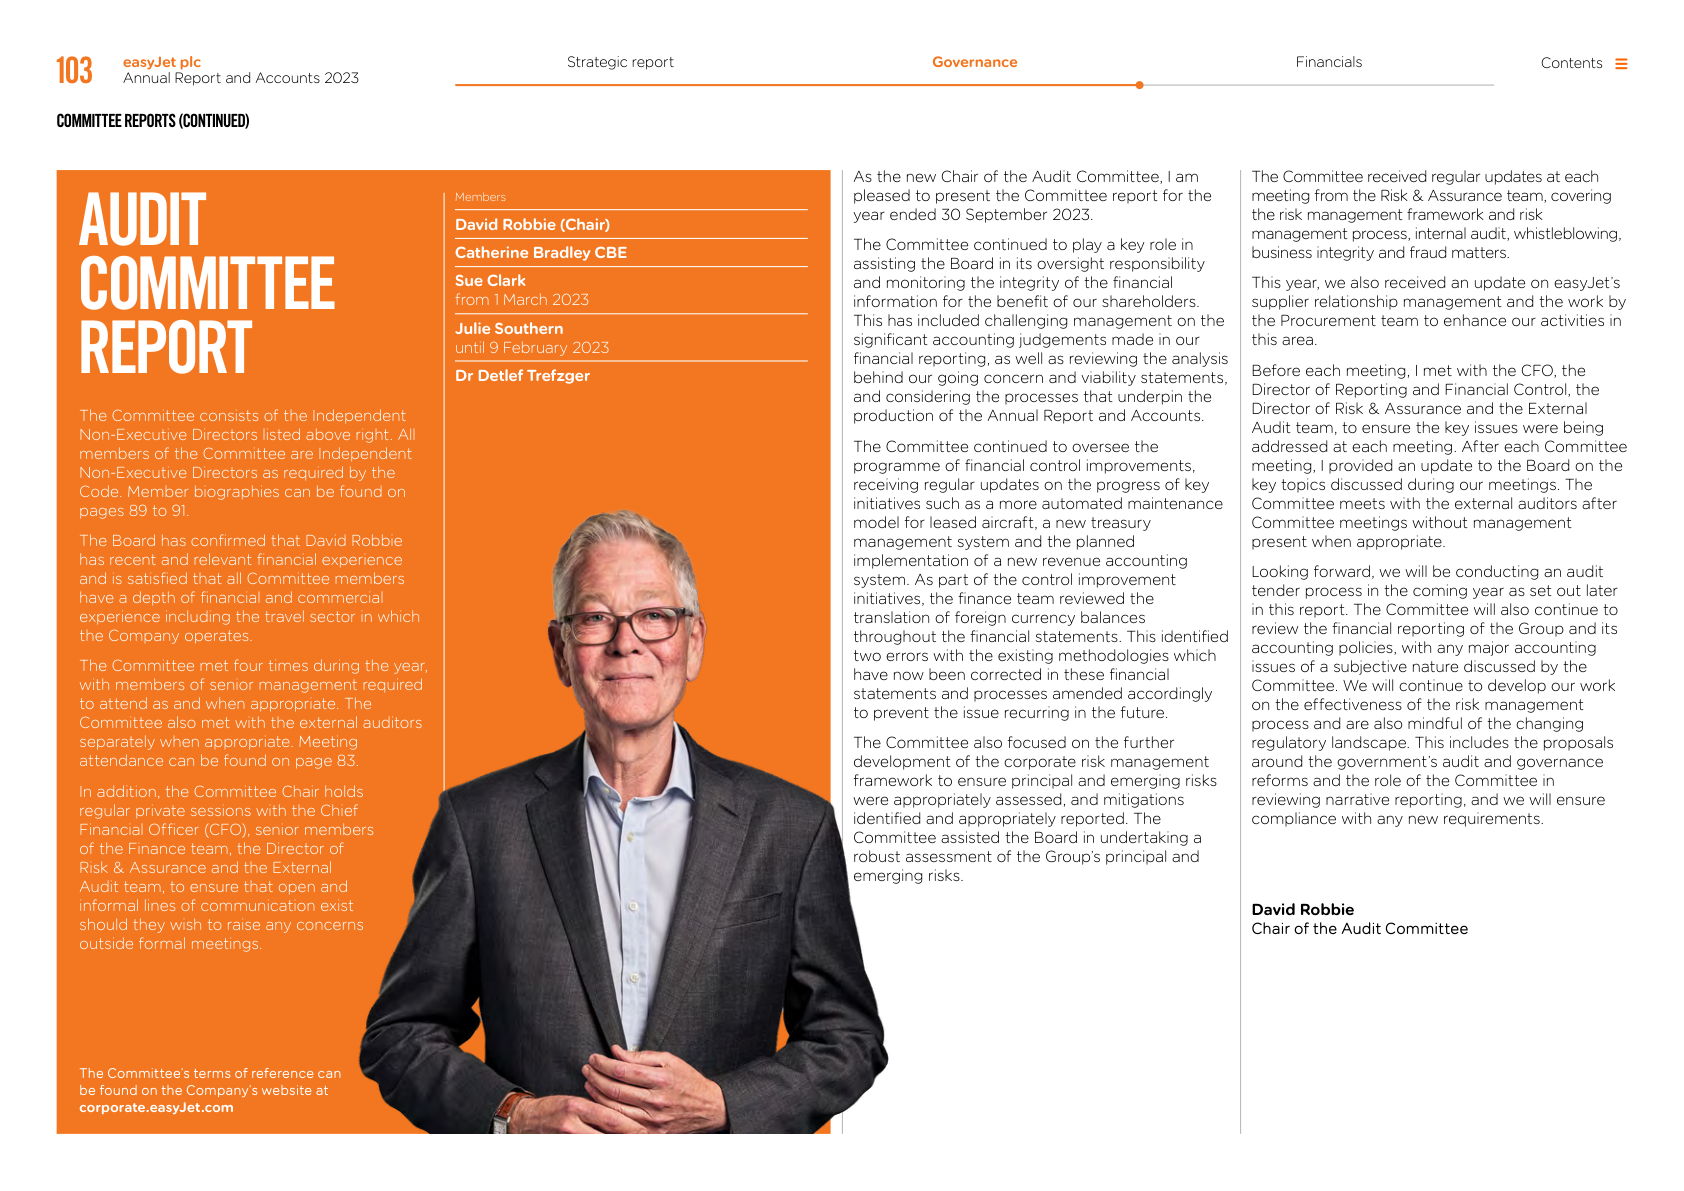 103
easyJet plc
Annual Report and Accounts 2023
Strategic report
Governance
Financials
Contents
COMMITTEE REPORTS (CONTINUED)
AUDIT
COMMITTEE
REPORT
The Committee consists of the Independent
Non-Executive Directors listed above right. All
members of the Committee are Independent
Non-Executive Directors as required by the
Code. Member biographies can be found on
pages 89 to 91.
The Board has confirmed that David Robbie
has recent and relevant financial experience
and is satisfied that all Committee members
have a depth of financial and commercial
experience including the travel sector in which
the Company operates.
The Committee met four times during the year,
with members of senior management required
to attend as and when appropriate. The
Committee also met with the external auditors
separately when appropriate. Meeting
attendance can be found on page 83.
In addition, the Committee Chair holds
regular private sessions with the Chief
Financial Officer (CFO), senior members
of the Finance team, the Director of
Risk & Assurance and the External
Audit team, to ensure that open and
informal lines of communication exist
should they wish to raise any concerns
outside formal meetings.
The Committee's terms of reference can
be found on the Company's website at
corporate.easyJet.com
Members
David Robbie (Chair)
Catherine Bradley CBE
Sue Clark
from 1 March 2023
Julie Southern
until 9 February 2023
Dr Detlef Trefzger
As the new Chair of the Audit Committee, I am
pleased to present the Committee report for the
year ended 30 September 2023.
The Committee continued to play a key role in
assisting the Board in its oversight responsibility
and monitoring the integrity of the financial
information for the benefit of our shareholders.
This has included challenging management on the
significant accounting judgements made in our
financial reporting, as well as reviewing the analysis
behind our going concern and viability statements,
and considering the processes that underpin the
production of the Annual Report and Accounts.
The Committee continued to oversee the
programme of financial control improvements,
receiving regular updates on the progress of key
initiatives such as a more automated maintenance
model for leased aircraft, a new treasury
management system and the planned
implementation of a new revenue accounting
system. As part of the control improvement
initiatives, the finance team reviewed the
translation of foreign currency balances
throughout the financial statements. This identified
two errors with the existing methodologies which
have now been corrected in these financial
statements and processes amended accordingly
to prevent the issue recurring in the future.
The Committee also focused on the further
development of the corporate risk management
framework to ensure principal and emerging risks
were appropriately assessed, and mitigations
identified and appropriately reported. The
Committee assisted the Board in undertaking a
robust assessment of the Group's principal and
emerging risks.
The Committee received regular updates at each
meeting from the Risk & Assurance team, covering
the risk management framework and risk
management process, internal audit, whistleblowing,
business integrity and fraud matters.
This year, we also received an update on easyJet's
supplier relationship management and the work by
the Procurement team to enhance our activities in
this area.
Before each meeting, I met with the CFO, the
Director of Reporting and Financial Control, the
Director of Risk & Assurance and the External
Audit team, to ensure the key issues were being
addressed at each meeting. After each Committee
meeting, I provided an update to the Board on the
key topics discussed during our meetings. The
Committee meets with the external auditors after
Committee meetings without management
present when appropriate.
Looking forward, we will be conducting an audit
tender process in the coming year as set out later
in this report. The Committee will also continue to
review the financial reporting of the Group and its
accounting policies, with any major accounting
issues of a subjective nature discussed by the
Committee. We will continue to develop our work
on the effectiveness of the risk management
process and are also mindful of the changing
regulatory landscape. This includes the proposals
around the government's audit and governance
reforms and the role of the Committee in
reviewing narrative reporting, and we will ensure
compliance with any new requirements.
David Robbie
Chair of the Audit Committee